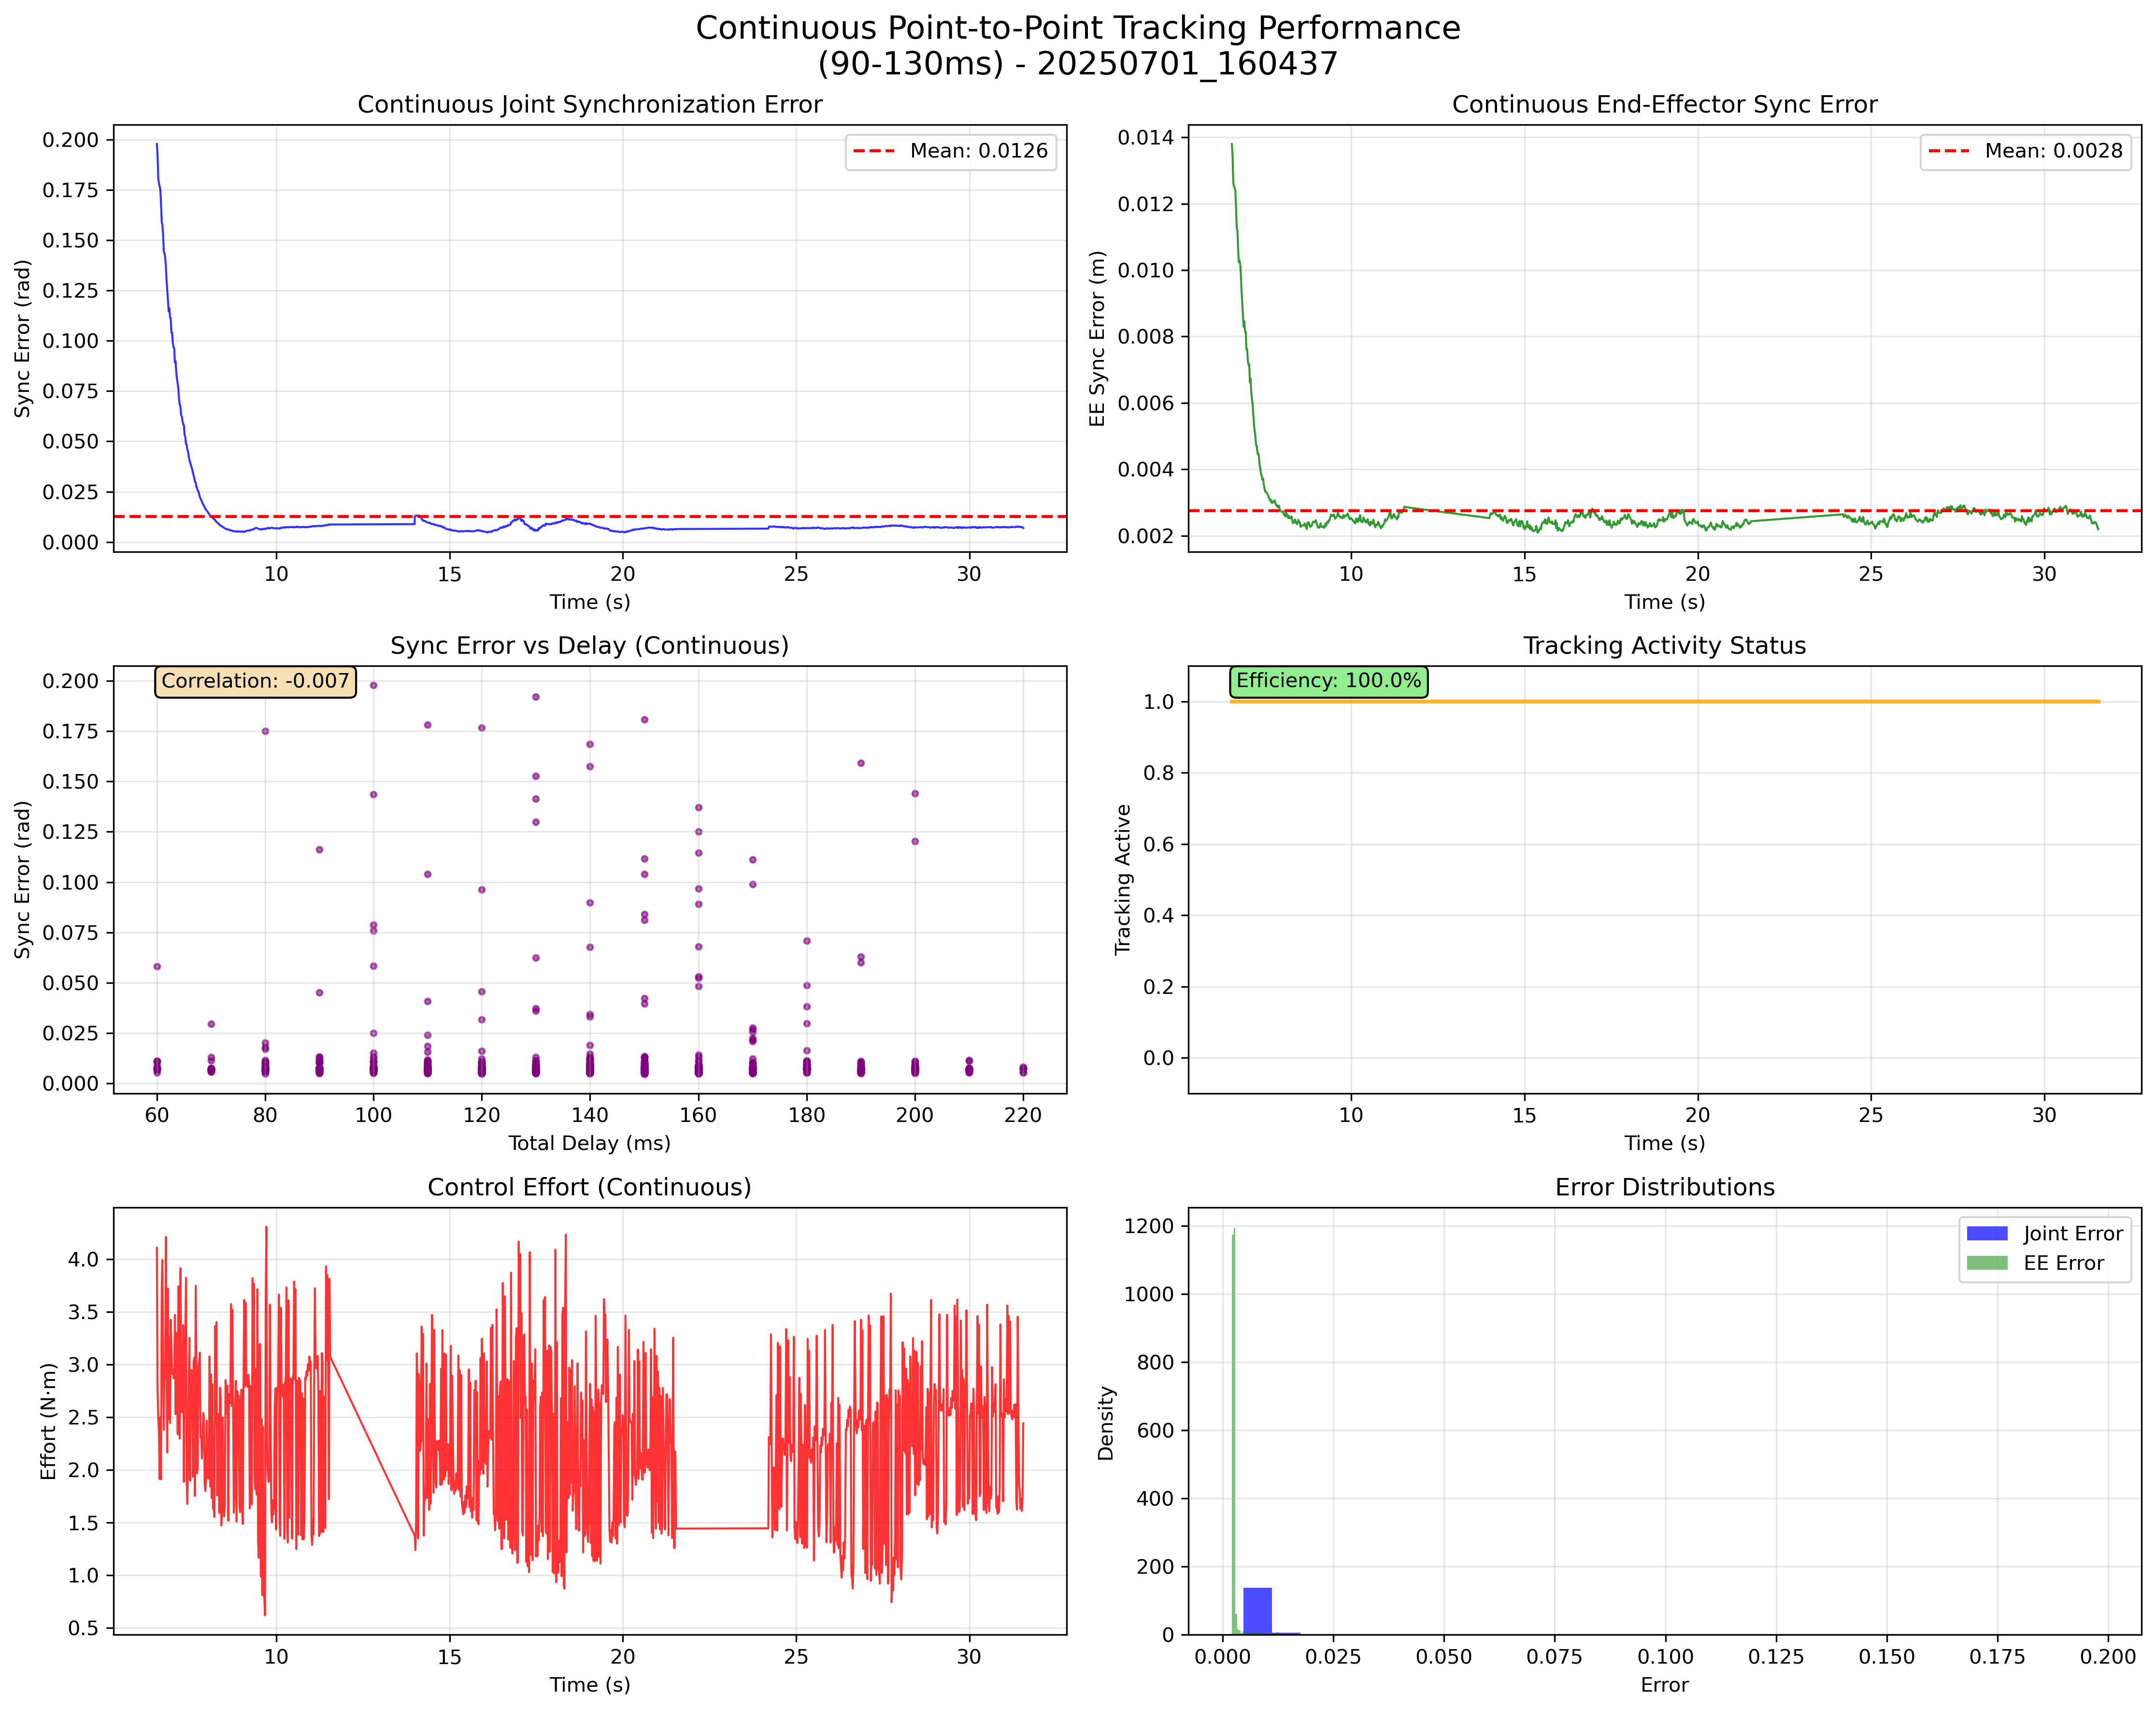 Continuous Point-to-Point Tracking Performance
(90-130ms) - 20250701_160437
Continuous Joint Synchronization Error
Sync Error (rad)
0.200
0.175
0.150
0.125
0.100
0.075
0.050
0.025
0.000
Mean: 0.0126
10 15 20 25 30
Time (s)
Continuous End-Effector Sync Error
EE Sync Error (m)
0.014
0.012
0.010
0.008
0.006
0.004
0.002
Mean: 0.0028
10 15 20 25 30
Time (s)
Sync Error vs Delay (Continuous)
Sync Error (rad)
0.200
0.175
0.150
0.125
0.100
0.075
0.050
0.025
0.000
Correlation: -0.007
60 80 100 120 140 160 180 200 220
Total Delay (ms)
Tracking Activity Status
Tracking Active
1.0
0.8
0.6
0.4
0.2
0.0
Efficiency: 100.0%
10 15 20 25 30
Time (s)
Control Effort (Continuous)
Effort (N·m)
4.0
3.5
3.0
2.5
2.0
1.5
1.0
0.5
10 15 20 25 30
Time (s)
Error Distributions
Density
1200
1000
800
600
400
200
0
Joint Error
EE Error
0.000 0.025 0.050 0.075 0.100 0.125 0.150 0.175 0.200
Error